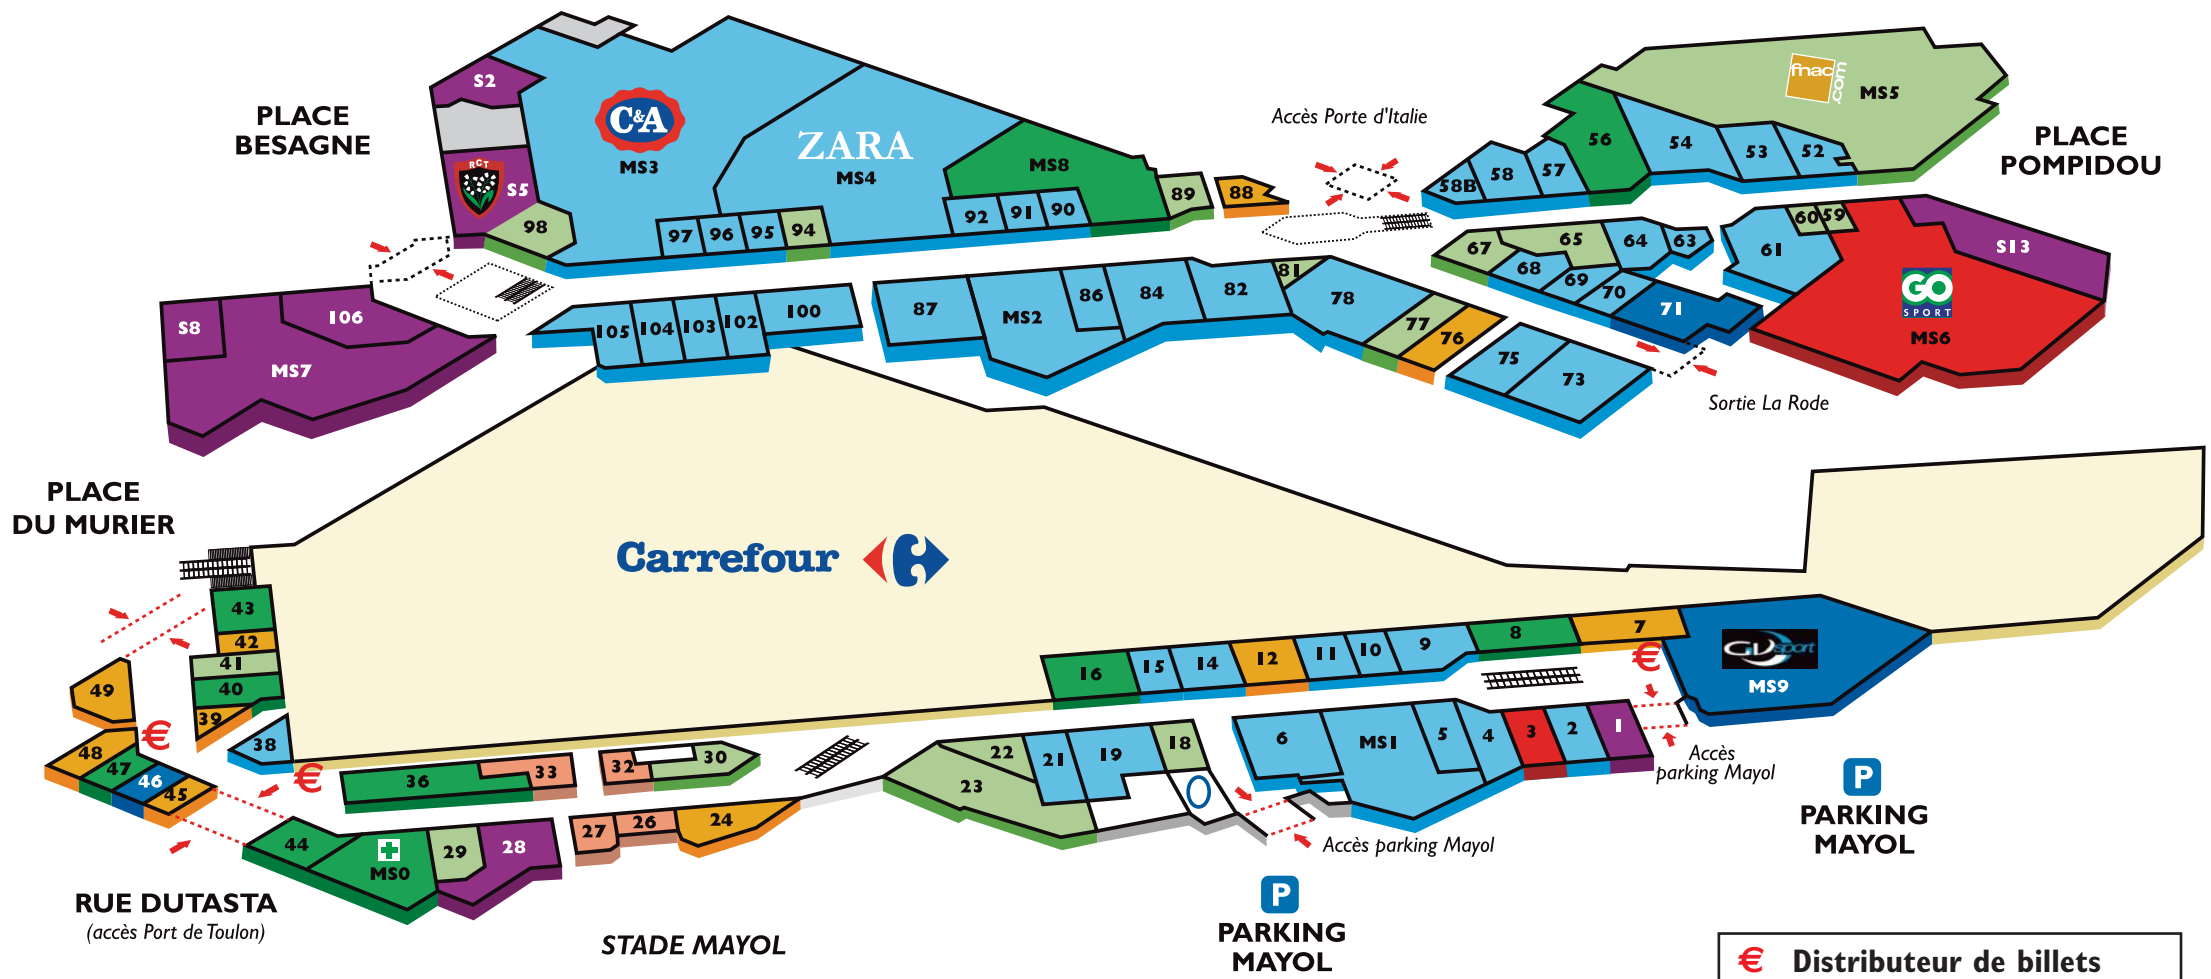 PLACE
BESAGNE
S2
C&A
MS3
ZARA
MS4
MS8
RCT
S5
98
97
96
95
94
92
91
90
89
88
Accès Porte d'Italie
fnac.com
MS5
PLACE
POMPIDOU
58B
58
57
56
54
53
52
67
65
64
63
68
69
70
71
61
60
59
S13
GO
SPORT
MS6
S8
106
MS7
105
104
103
102
100
87
MS2
86
84
82
81
78
77
76
75
73
Sortie La Rode
PLACE
DU MURIER
Carrefour
43
42
41
40
39
38
49
48
47
46
45
€
€
36
33
32
30
44
MS0
29
28
27
26
24
22
23
21
19
18
16
15
14
12
11
10
9
8
7
€
GV sport
MS9
6
MS1
5
4
3
2
1
Accès
parking Mayol
Accès parking Mayol
P
PARKING
MAYOL
P
PARKING
MAYOL
RUE DUTASTA
(accès Port de Toulon)
STADE MAYOL
€ Distributeur de billets